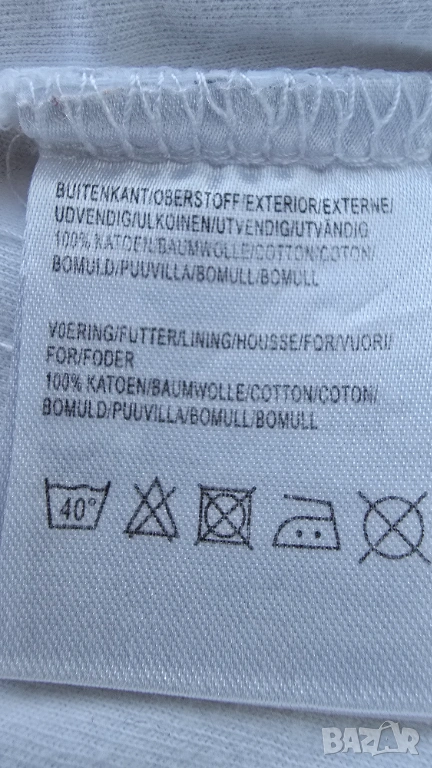 BUITENKANT/OBERSTOFF/EXTERIOR/EXTERNE/
UDVENDIG/ULKOINEN/UTVENDIG/UTVÄNDIG
100% KATOEN/BAUMWOLLE/COTTON/COTON/
BOMULD/PUUVILLA/BOMULL/BOMULL
VOERING/FUTTER/LINING/HOUSSE/FOR/VUORI/
FOR/FODER
100% KATOEN/BAUMWOLLE/COTTON/COTON/
BOMULD/PUUVILLA/BOMULL/BOMULL
40°
BAZAR